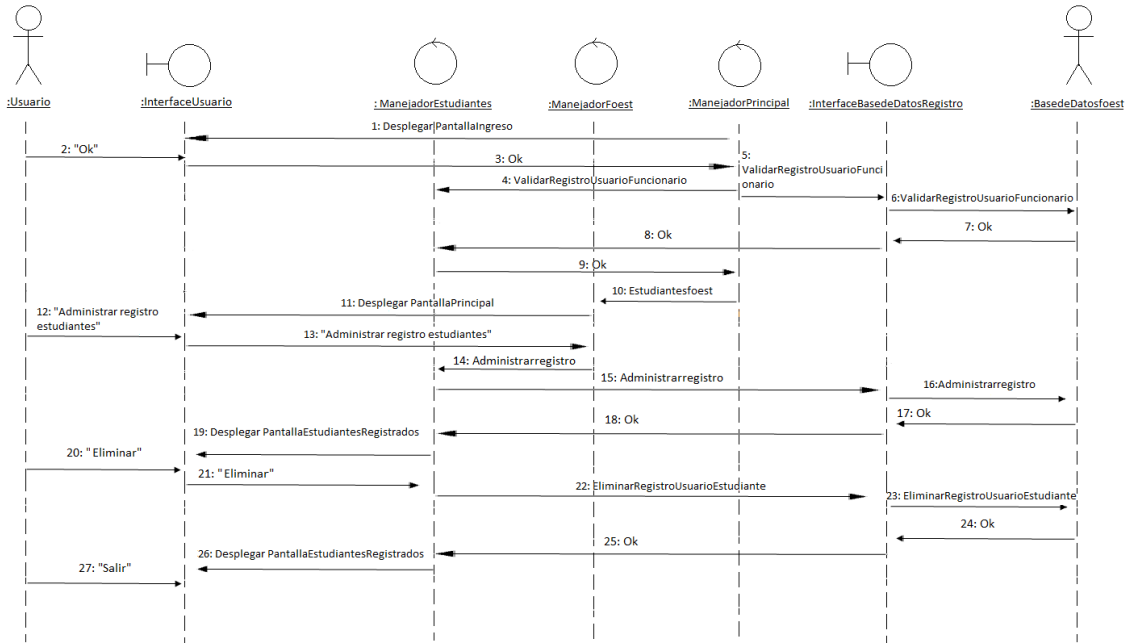 :Usuario
:InterfaceUsuario
: ManejadorEstudiantes
:ManejadorFoest
:ManejadorPrincipal
:InterfaceBasedeDatosRegistro
:BasedeDatosfoest
1: Desplegar PantallaIngreso
2: "Ok"
3: Ok
4: ValidarRegistroUsuarioFuncionario
5:
ValidarRegistroUsuarioFunci
onario
6:ValidarRegistroUsuarioFuncionario
7: Ok
8: Ok
9: Ok
10: Estudiantesfoest
11: Desplegar PantallaPrincipal
12: "Administrar registro
estudiantes"
13: "Administrar registro estudiantes"
14: Administrarregistro
15: Administrarregistro
16:Administrarregistro
17: Ok
18: Ok
19: Desplegar PantallaEstudiantesRegistrados
20: "Eliminar"
21: "Eliminar"
22: EliminarRegistroUsuarioEstudiante
23: EliminarRegistroUsuarioEstudiante
24: Ok
25: Ok
26: Desplegar PantallaEstudiantesRegistrados
27: "Salir"